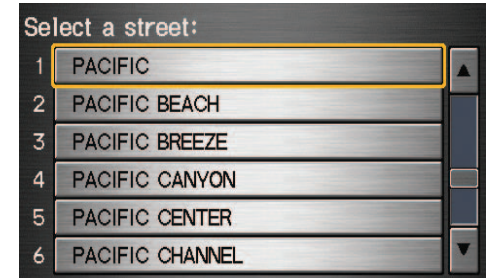 Select a street:
1 PACIFIC
2 PACIFIC BEACH
3 PACIFIC BREEZE
4 PACIFIC CANYON
5 PACIFIC CENTER
6 PACIFIC CHANNEL